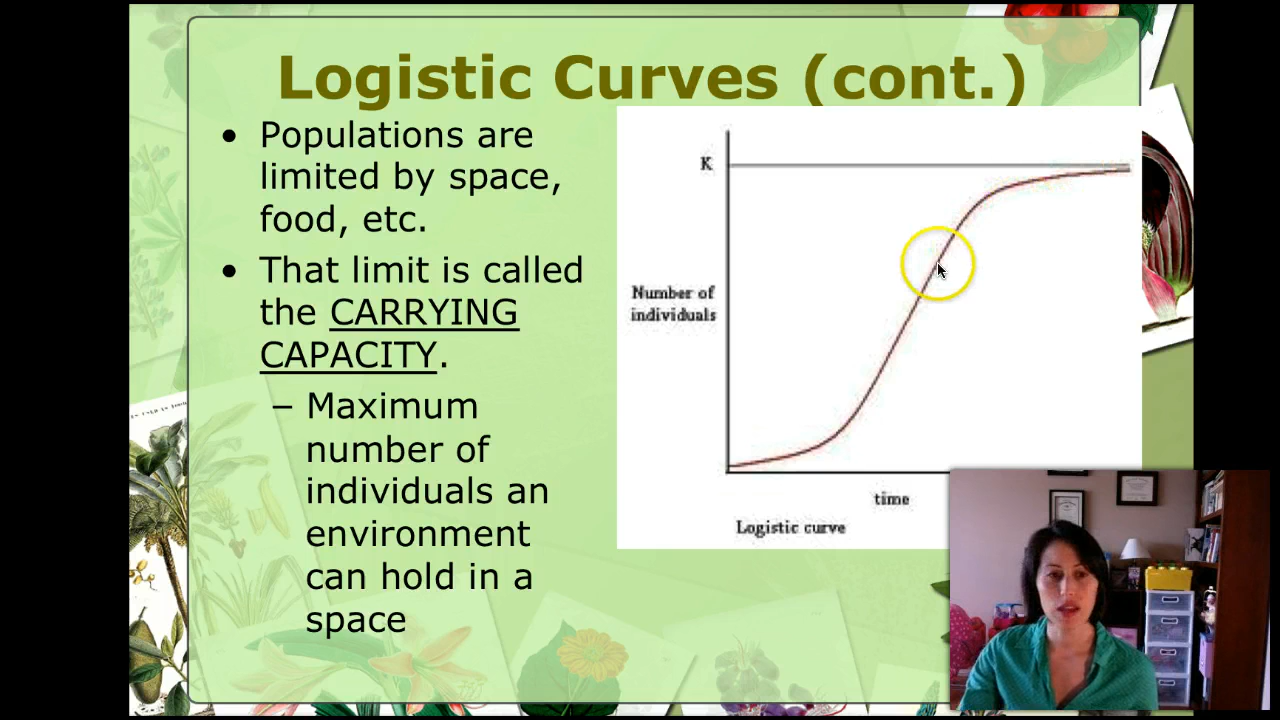 Logistic Curves (cont.)
• Populations are
limited by space,
food, etc.
• That limit is called
the CARRYING
CAPACITY.
– Maximum
number of
individuals an
environment
can hold in a
space
K
Number of
individuals
time
Logistic curve